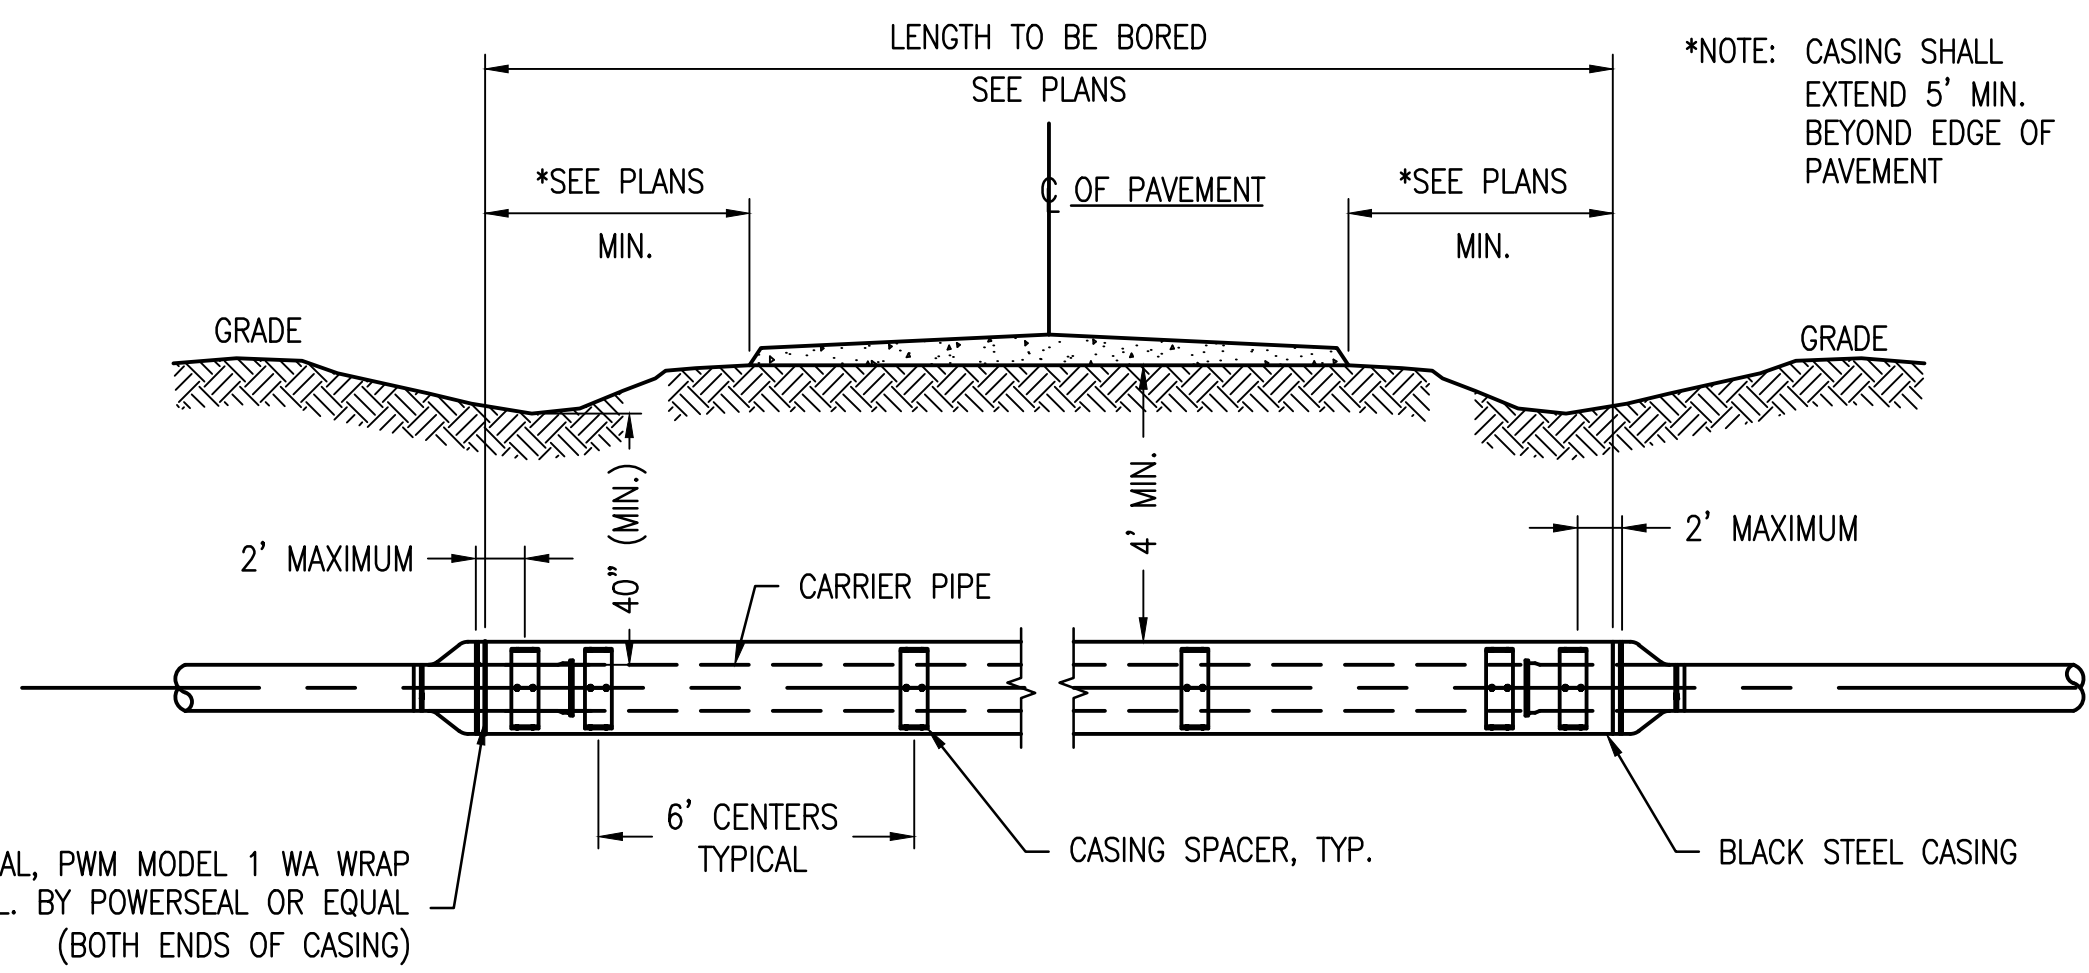 LENGTH TO BE BORED
SEE PLANS
*NOTE: CASING SHALL
EXTEND 5' MIN.
BEYOND EDGE OF
PAVEMENT
*SEE PLANS
MIN.
℄ OF PAVEMENT
*SEE PLANS
MIN.
GRADE
GRADE
40" (MIN.)
4' MIN.
2' MAXIMUM
2' MAXIMUM
CARRIER PIPE
6' CENTERS
TYPICAL
CASING SPACER, TYP.
BLACK STEEL CASING
PWM MODEL 1 WA WRAP
BY POWERSEAL OR EQUAL
(BOTH ENDS OF CASING)